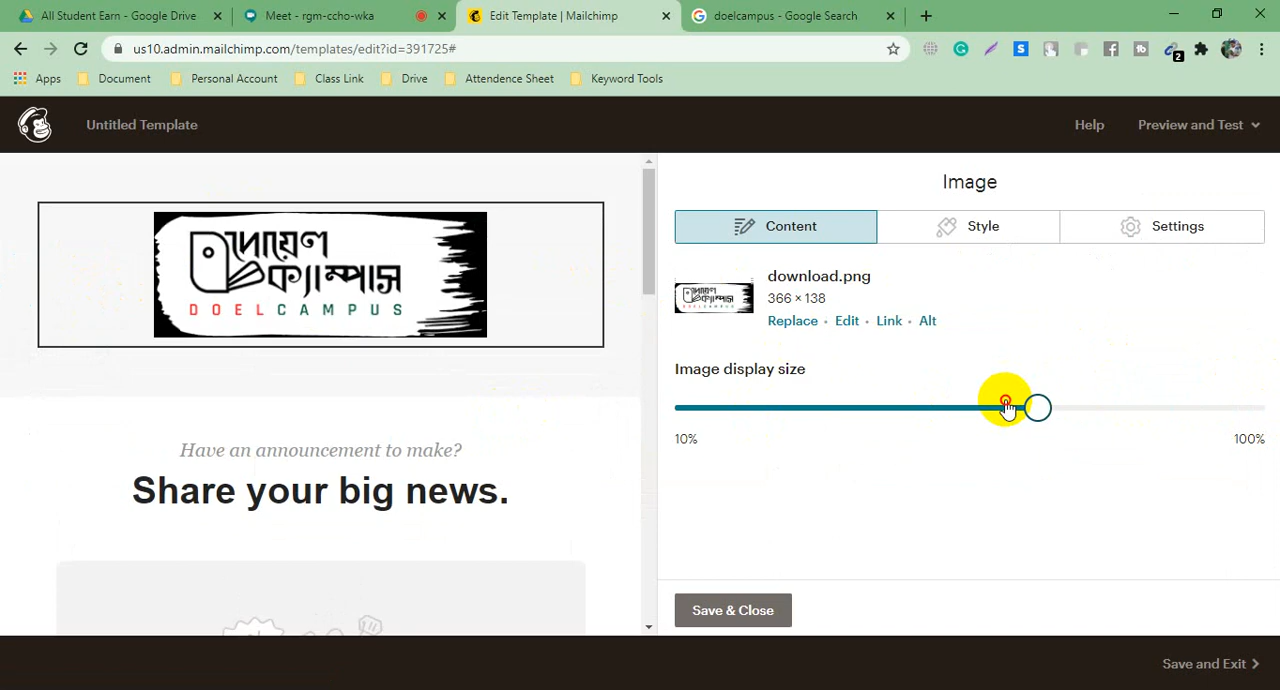 All Student Earn - Google Drive
Meet - rgm-ccho-wka
Edit Template | Mailchimp
doelcampus - Google Search
us10.admin.mailchimp.com/templates/edit?id=391725#
2
Apps
Document
Personal Account
Class Link
Drive
Attendence Sheet
Keyword Tools
Untitled Template
Help
Preview and Test
দোয়েল
ক্যাম্পাস
DOELCAMPUS
Have an announcement to make?
Share your big news.
Image
Content
Style
Settings
download.png
366 × 138
Replace · Edit · Link · Alt
Image display size
10%
100%
Save & Close
Save and Exit